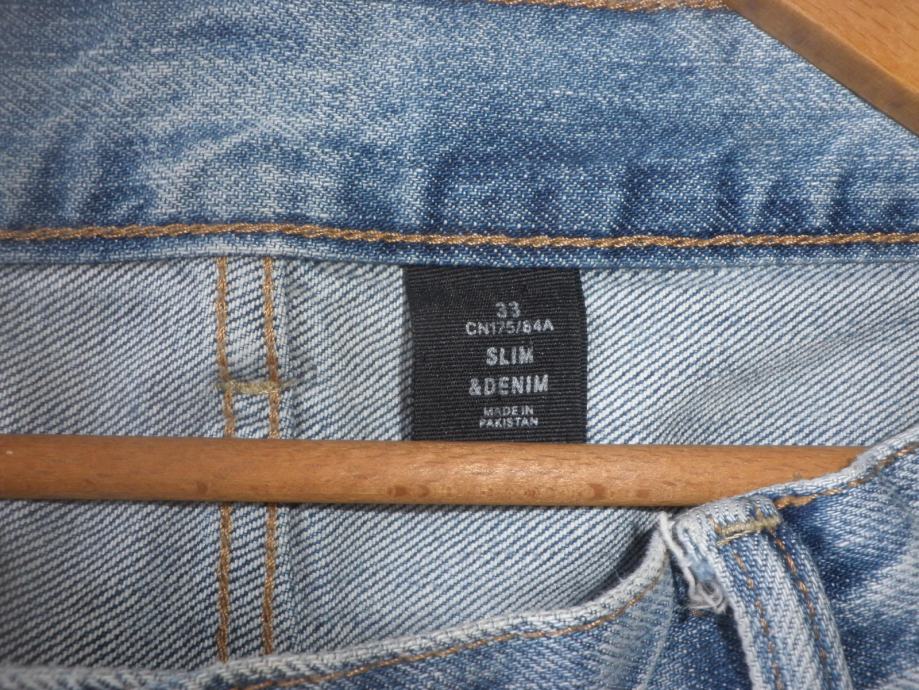 33
CN175/84A
SLIM
&DENIM
MADE IN
PAKISTAN